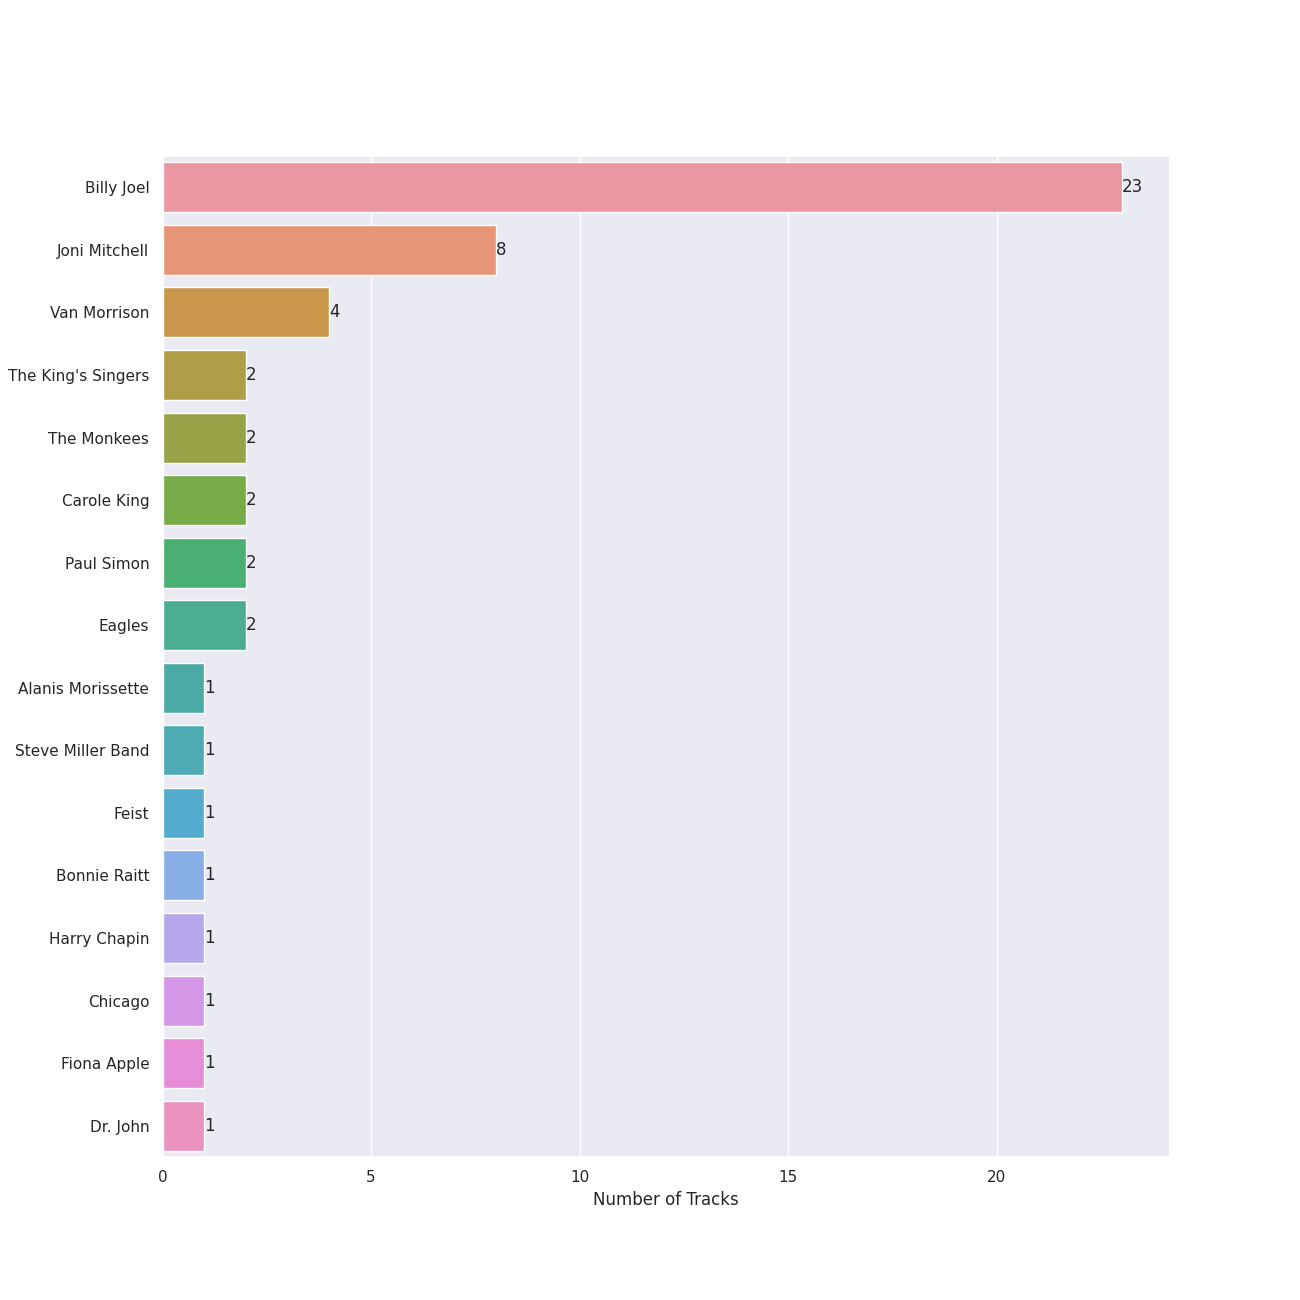 Billy Joel 23
Joni Mitchell 8
Van Morrison 4
The King's Singers 2
The Monkees 2
Carole King 2
Paul Simon 2
Eagles 2
Alanis Morissette 1
Steve Miller Band 1
Feist 1
Bonnie Raitt 1
Harry Chapin 1
Chicago 1
Fiona Apple 1
Dr. John 1
0 5 10 15 20
Number of Tracks